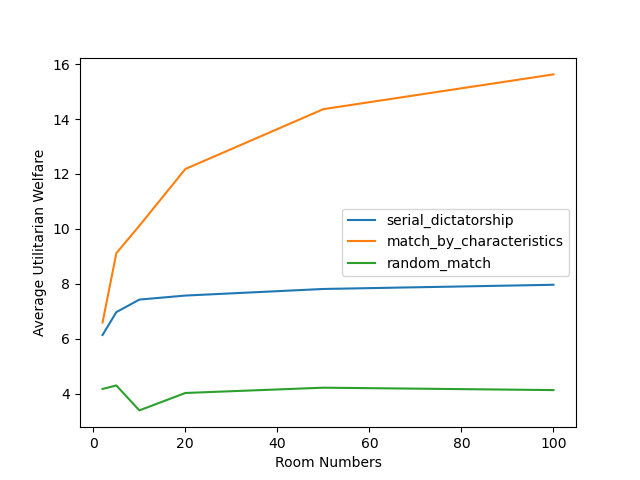 16
14
12
10
8
6
4
Average Utilitarian Welfare
serial_dictatorship
match_by_characteristics
random_match
0
20
40
60
80
100
Room Numbers